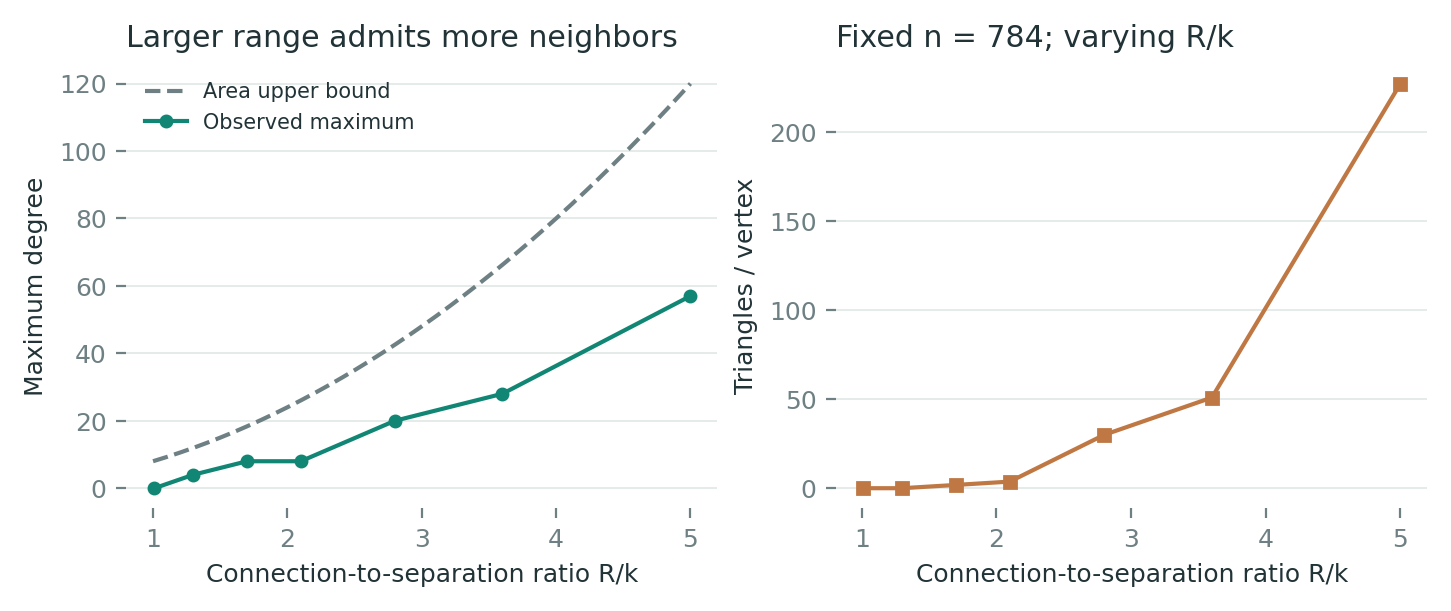 Larger range admits more neighbors
Area upper bound
Observed maximum
Maximum degree
120
100
80
60
40
20
0
1 2 3 4 5
Connection-to-separation ratio R/k
Fixed n = 784; varying R/k
Triangles / vertex
200
150
100
50
0
1 2 3 4 5
Connection-to-separation ratio R/k